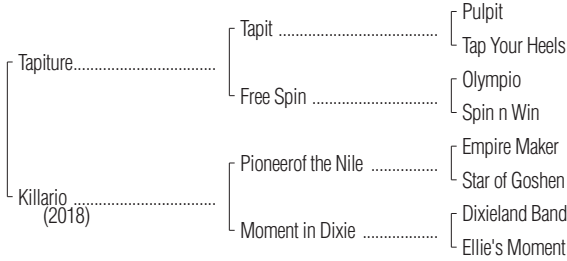 Pulpit
Tapit ................................
Tap Your Heels
Tapiture.............................
Olympio
Free Spin .........................
Spin n Win
Empire Maker
Pioneerof the Nile .............
Star of Goshen
Killario .............................
(2018)
Dixieland Band
Moment in Dixie ...............
Ellie's Moment